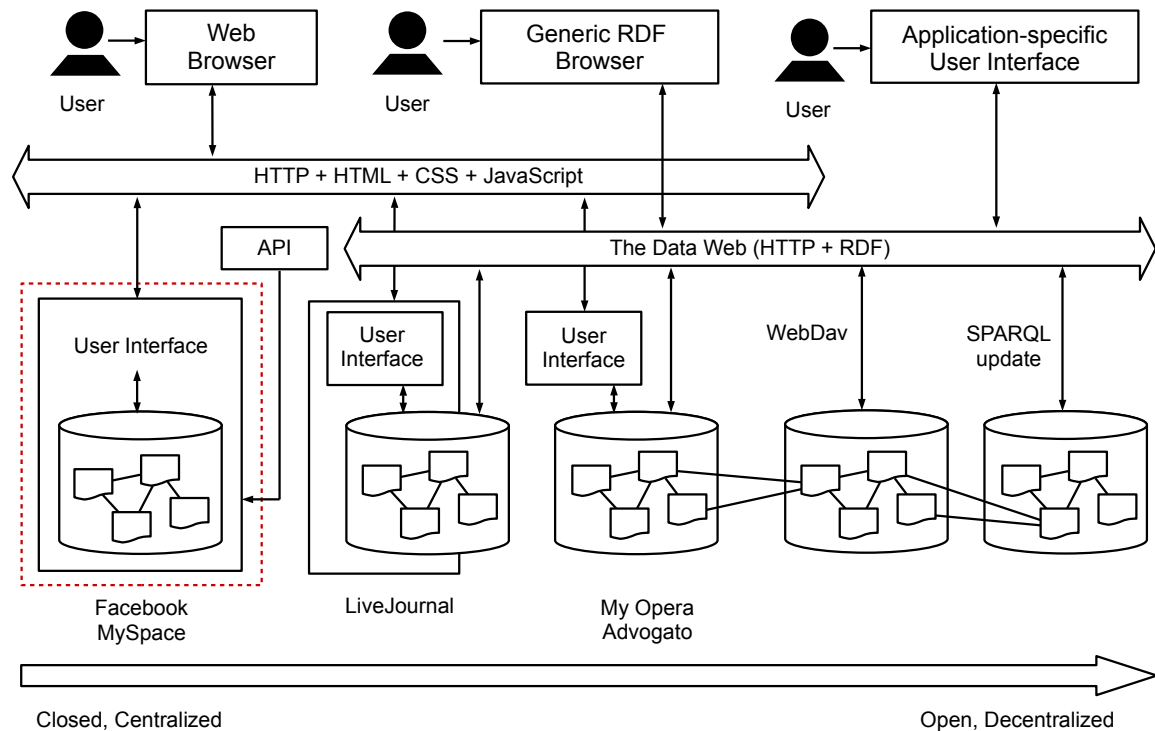 Web
Browser
User
Generic RDF
Browser
User
Application-specific
User Interface
User
HTTP + HTML + CSS + JavaScript
API
The Data Web (HTTP + RDF)
User Interface
User
Interface
User
Interface
WebDav
SPARQL
update
Facebook
MySpace
LiveJournal
My Opera
Advogato
Closed, Centralized
Open, Decentralized